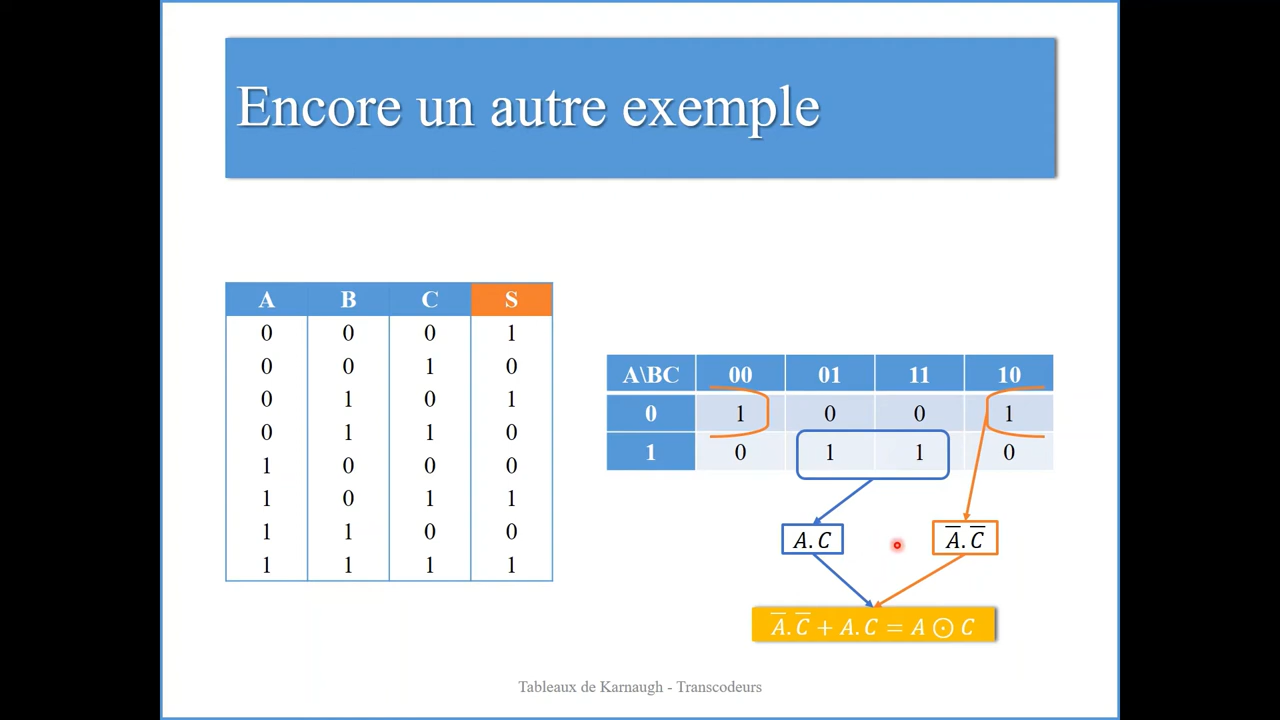 Encore un autre exemple
A B C S
0 0 0 1
0 0 1 0
0 1 0 1
0 1 1 0
1 0 0 0
1 0 1 1
1 1 0 0
1 1 1 1
A\BC 00 01 11 10
0 1 0 0 1
1 0 1 1 0
A.C
A̅.C̅
A̅.C̅ + A.C = A ⊙ C
Tableaux de Karnaugh - Transcodeurs